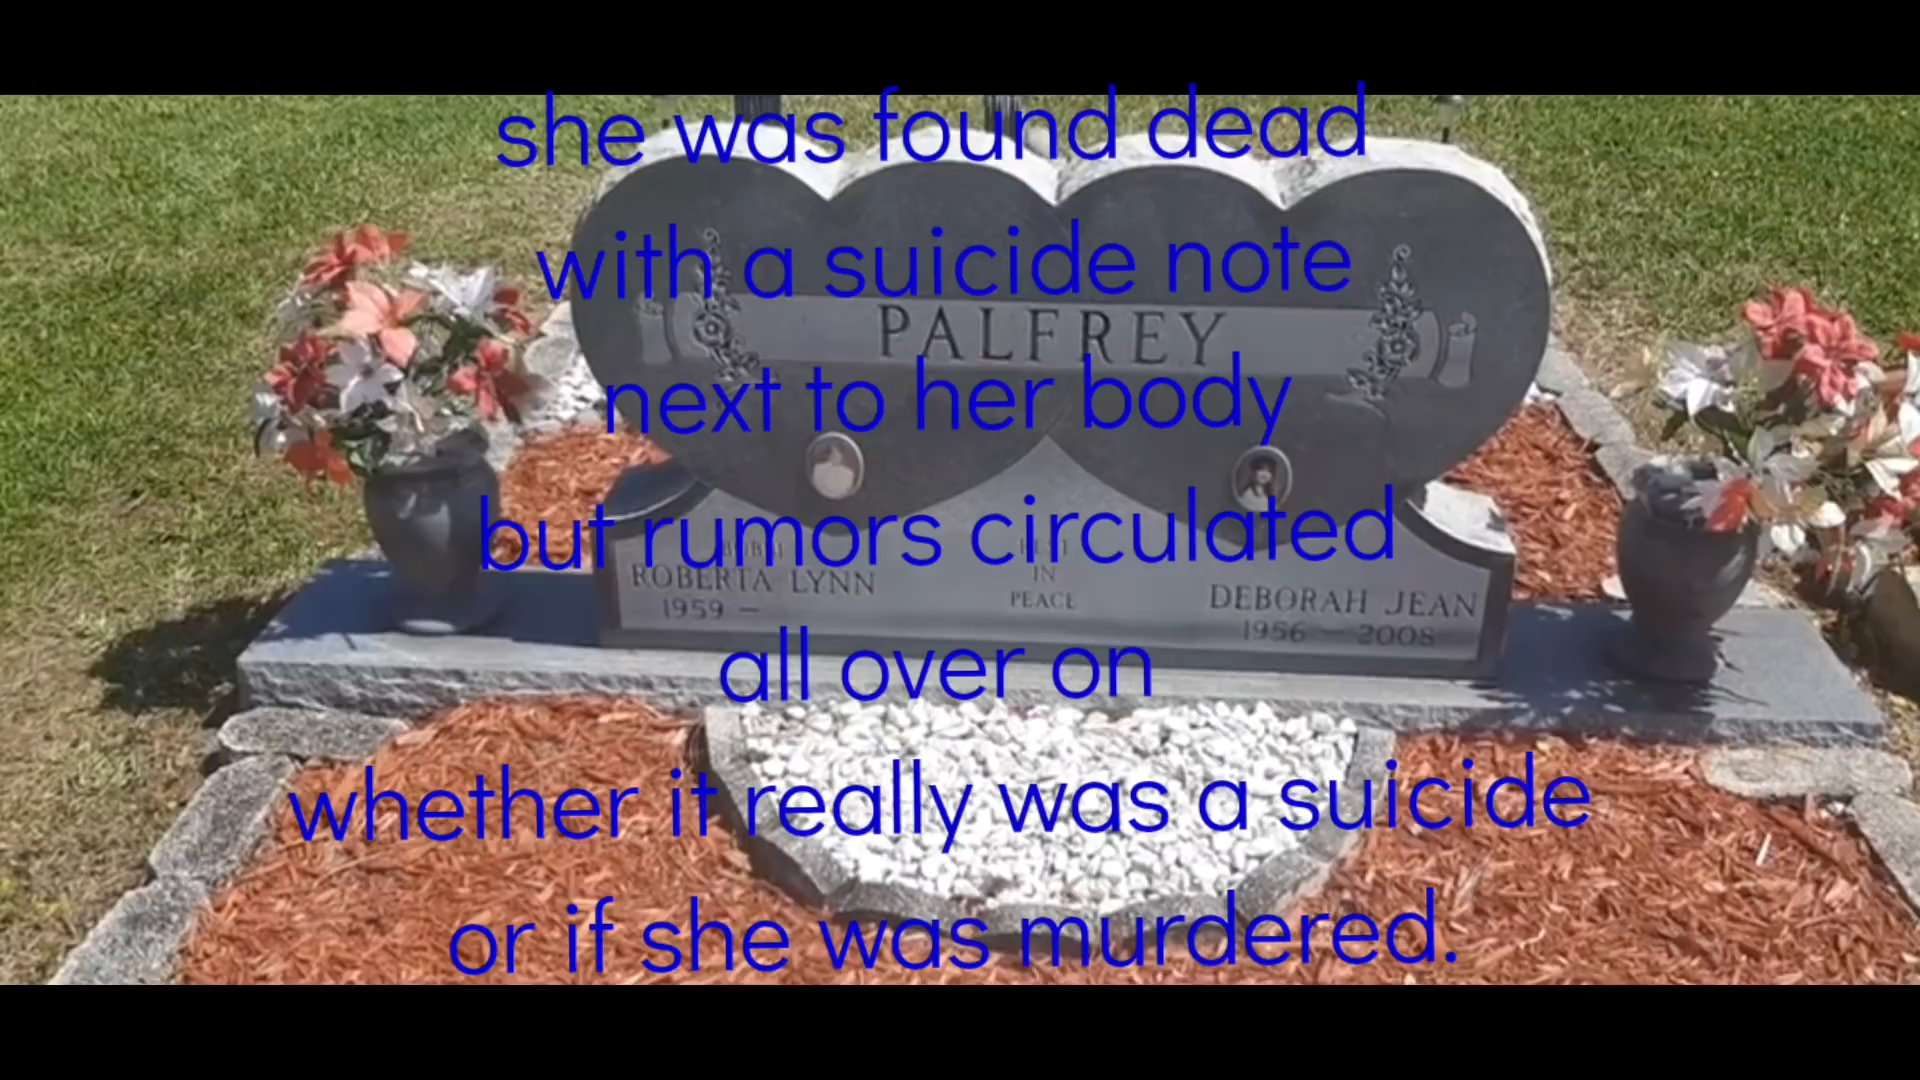 she was found dead
with a suicide note
PALFREY
next to her body
but rumors circulated
ROBERTA LYNN
1959 –
IN
PEACE
DEBORAH JEAN
1956 – 2008
all over on
whether it really was a suicide
or if she was murdered.